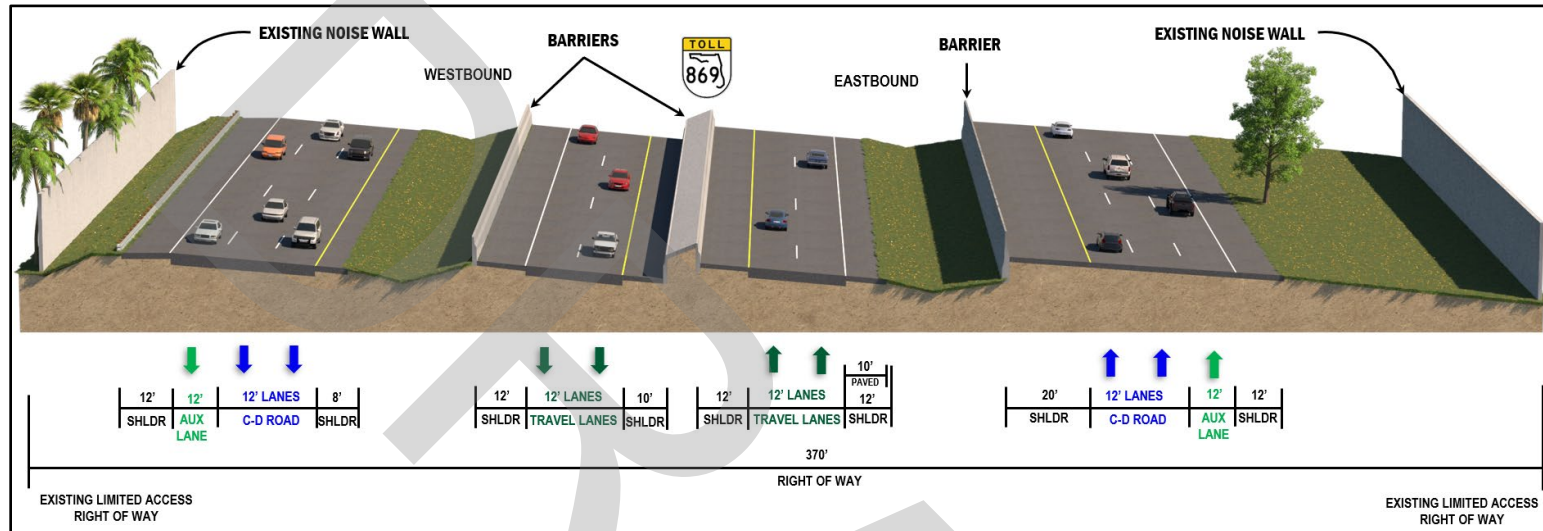 EXISTING NOISE WALL
BARRIERS
TOLL
869
BARRIER
EXISTING NOISE WALL
WESTBOUND
EASTBOUND
12' 12' 12' LANES 8'
SHLDR AUX LANE C-D ROAD SHLDR
12' 12' LANES 10'
SHLDR TRAVEL LANES SHLDR
10'
PAVED
12' 12' LANES 12'
SHLDR TRAVEL LANES SHLDR
20' 12' LANES 12' 12'
SHLDR C-D ROAD AUX LANE SHLDR
370'
RIGHT OF WAY
EXISTING LIMITED ACCESS
RIGHT OF WAY
EXISTING LIMITED ACCESS
RIGHT OF WAY